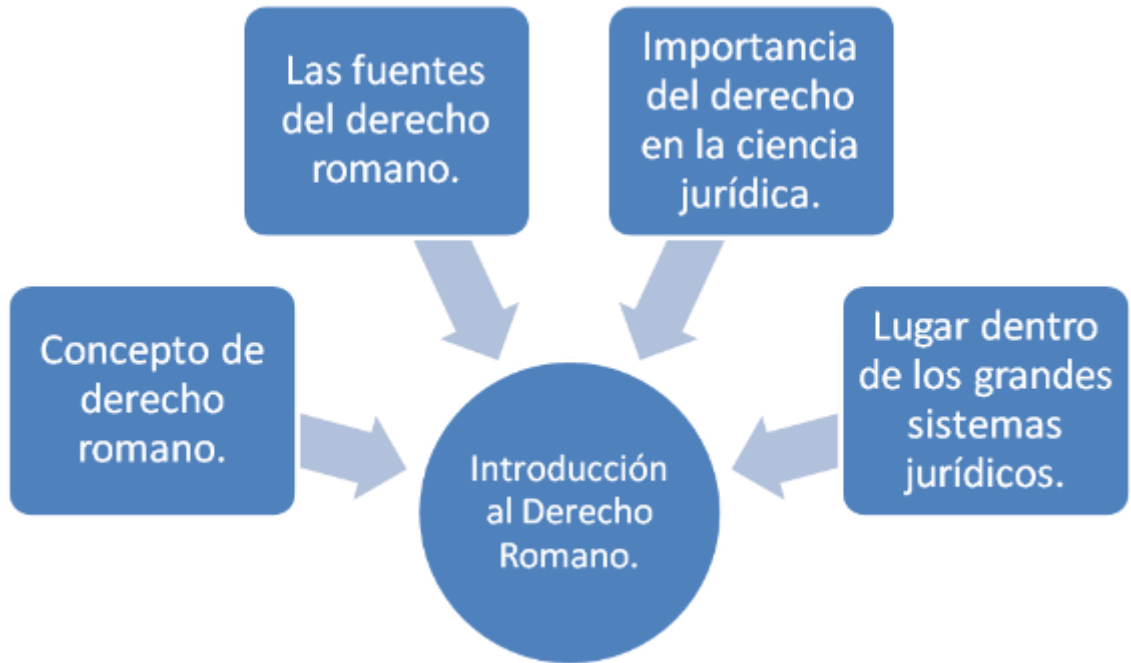 Las fuentes
del derecho
romano.
Importancia
del derecho
en la ciencia
jurídica.
Concepto de
derecho
romano.
Lugar dentro
de los grandes
sistemas
jurídicos.
Introducción
al Derecho
Romano.